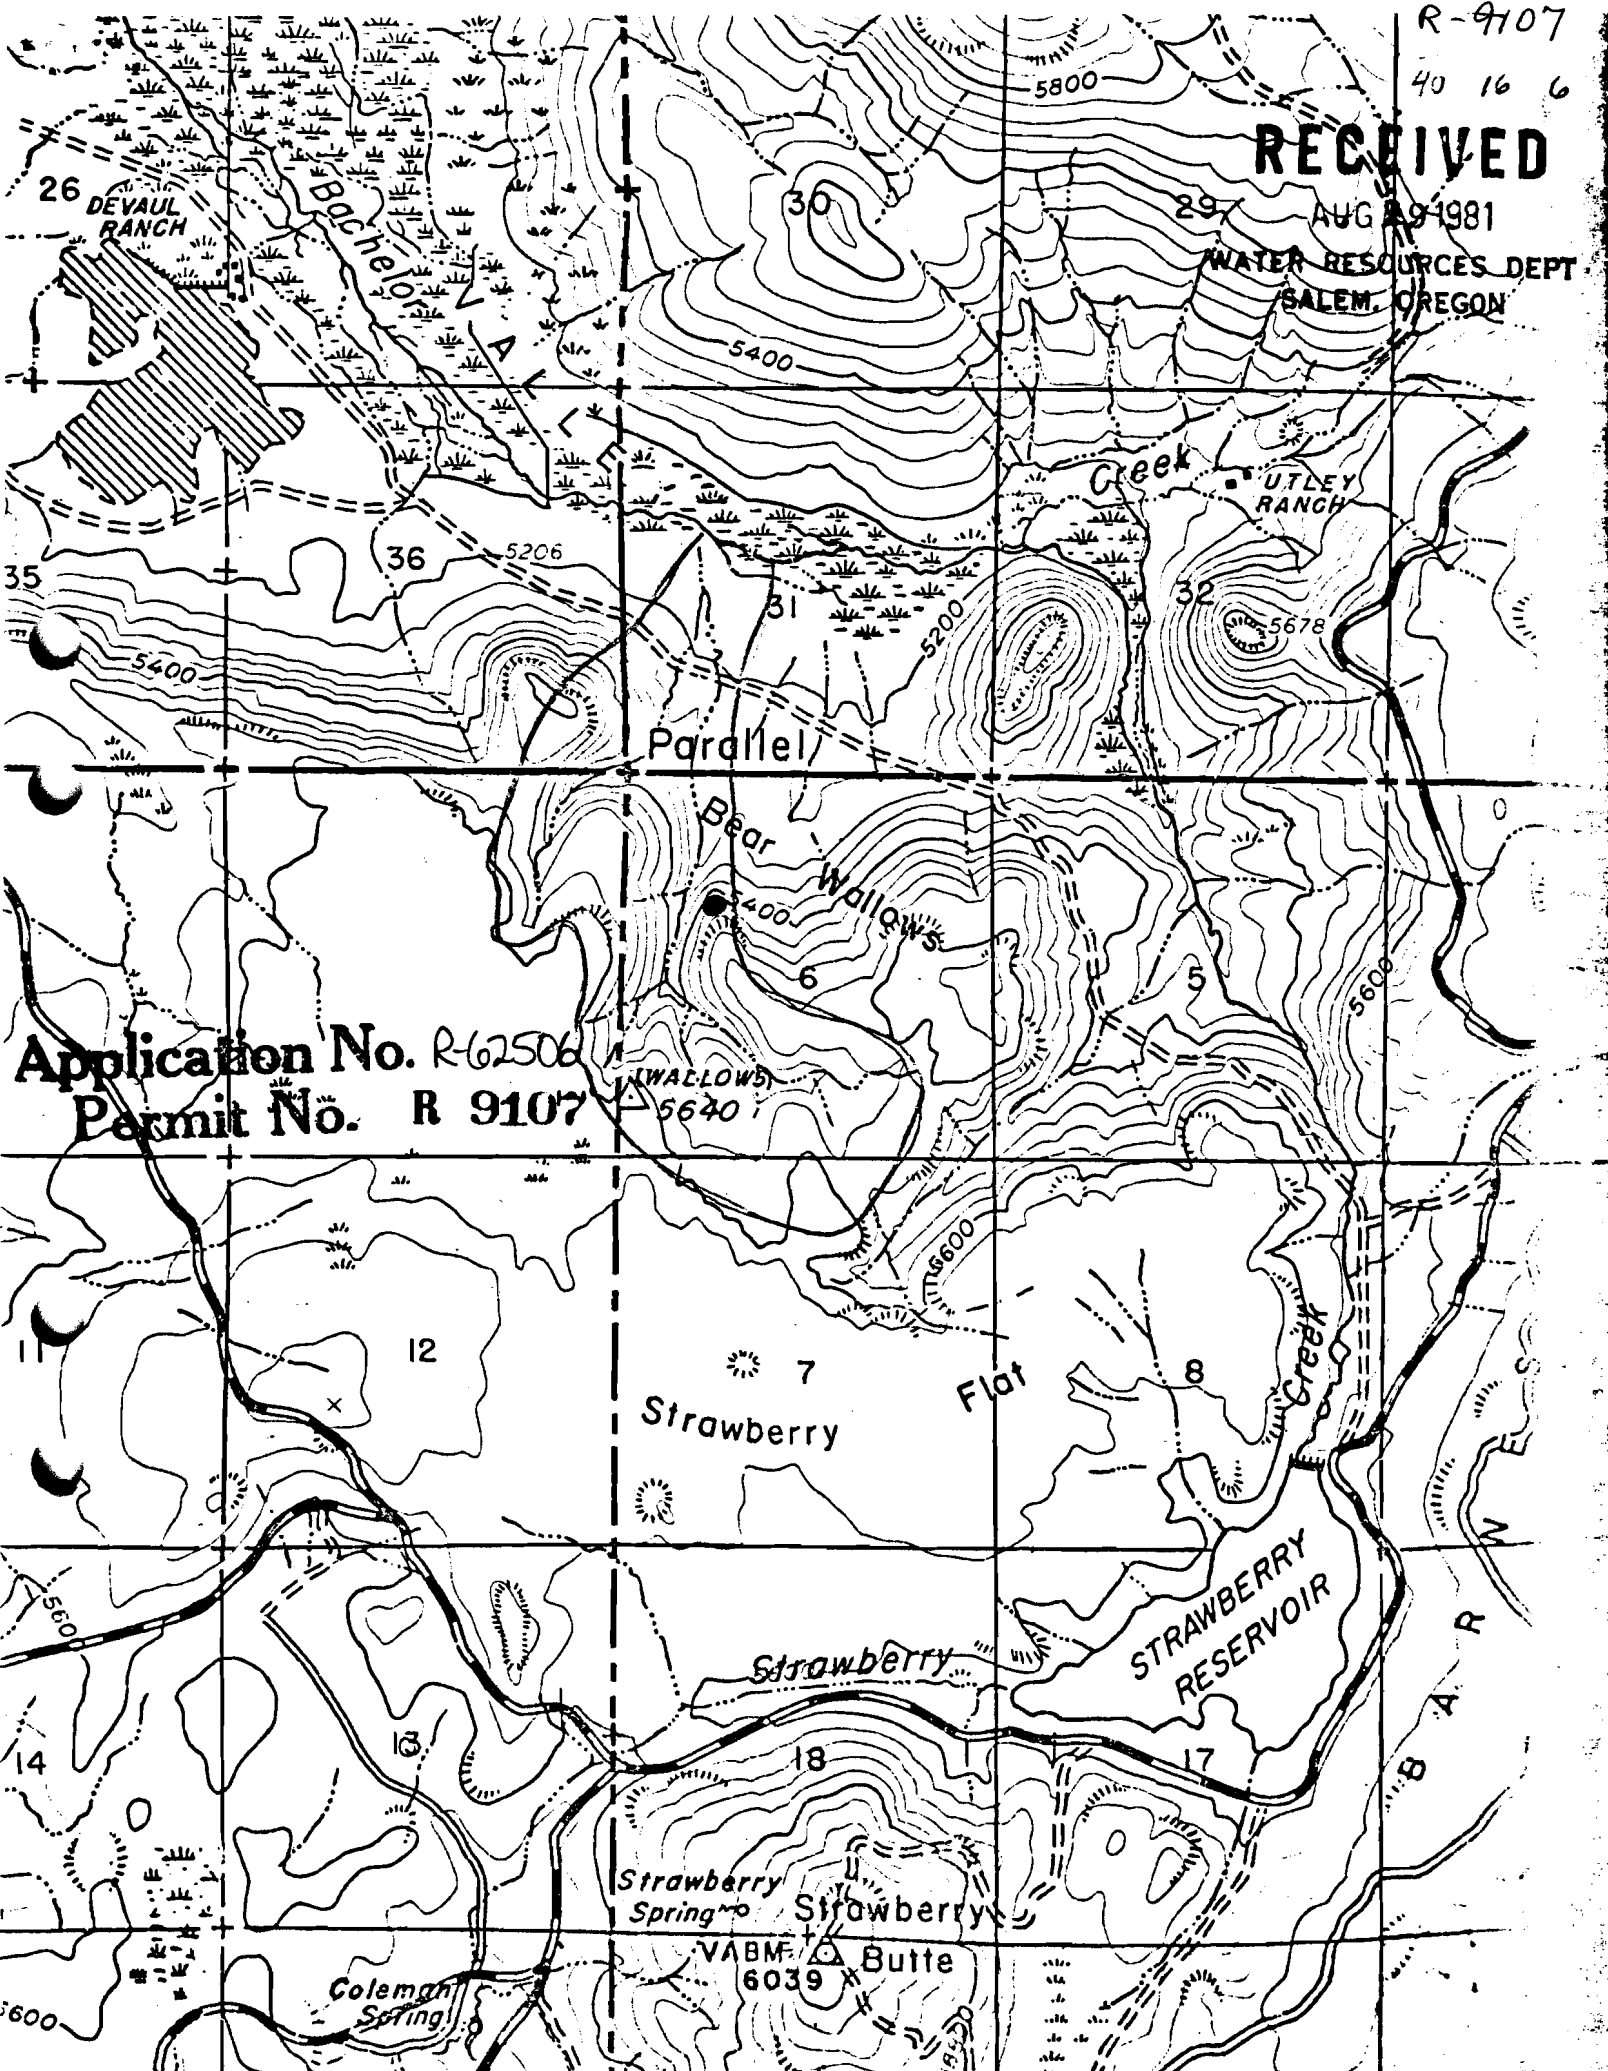 R-9107
40 16 6
5800
RECEIVED
26
DEVAUL
RANCH
Bachelor
30
29
AUG 1981
WATER RESOURCES DEPT
SALEM, OREGON
VALLEY
5400
Creek
UTLEY
RANCH
36
5206
35
31
5200
32
5678
5400
Parallel
Bear
Wallows
5400
6
5
5600
Application No. R-62506
(WALLOWS)
5640
Permit No. R 9107
5600
11
12
7
Flat
8
Creek
Strawberry
STRAWBERRY
RESERVOIR
BARNES
Strawberry
13
14
18
17
Strawberry
Spring
Strawberry
VABM
6039
Butte
Coleman
Spring
5600